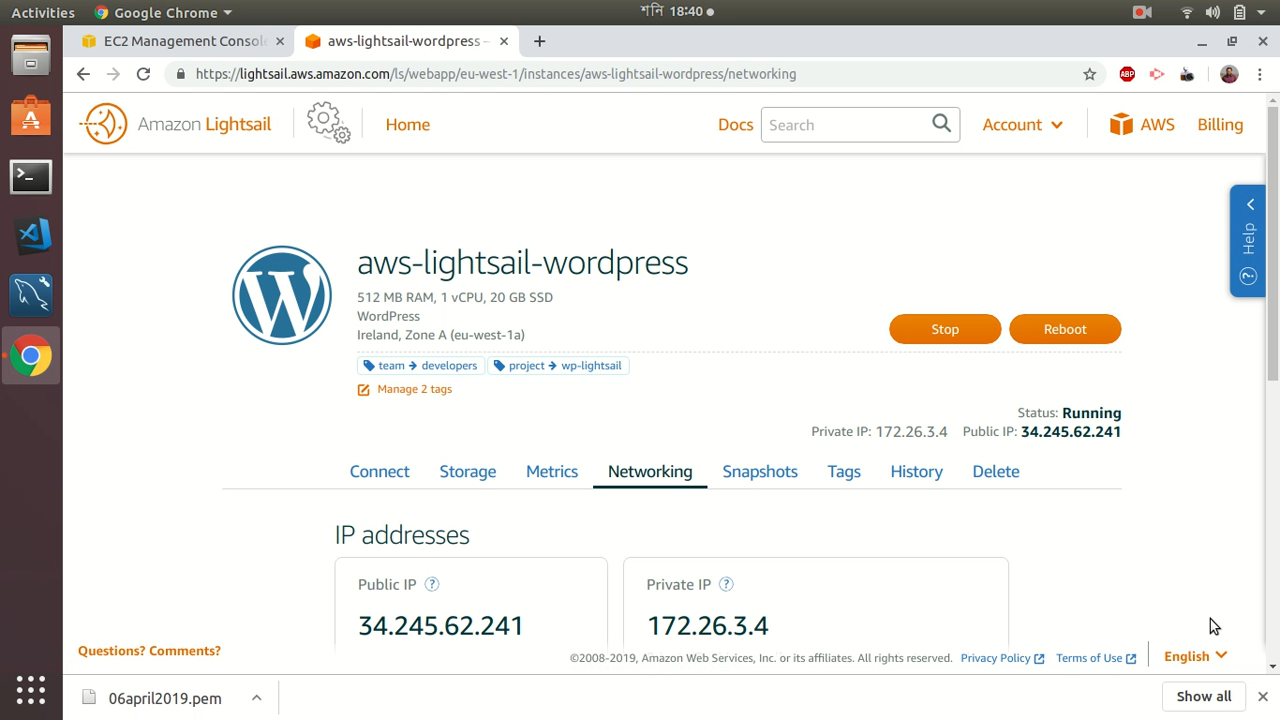 Activities
Google Chrome
শনি 18:40
EC2 Management Consol
aws-lightsail-wordpress –
https://lightsail.aws.amazon.com/ls/webapp/eu-west-1/instances/aws-lightsail-wordpress/networking
ABP
Amazon Lightsail
Home
Docs
Search
Account
AWS
Billing
Help
aws-lightsail-wordpress
512 MB RAM, 1 vCPU, 20 GB SSD
WordPress
Ireland, Zone A (eu-west-1a)
Stop
Reboot
team → developers
project → wp-lightsail
Manage 2 tags
Status: Running
Private IP: 172.26.3.4 Public IP: 34.245.62.241
Connect
Storage
Metrics
Networking
Snapshots
Tags
History
Delete
IP addresses
Public IP ?
Private IP ?
34.245.62.241
172.26.3.4
Questions? Comments?
©2008-2019, Amazon Web Services, Inc. or its affiliates. All rights reserved.
Privacy Policy
Terms of Use
English
06april2019.pem
Show all